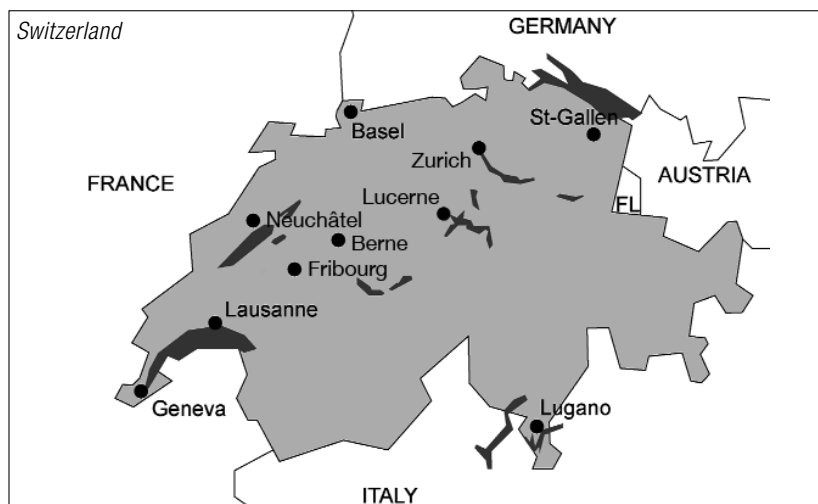 Switzerland
GERMANY
Basel
St-Gallen
Zurich
FRANCE
AUSTRIA
Lucerne
FL
Neuchâtel
Berne
Fribourg
Lausanne
Geneva
Lugano
ITALY